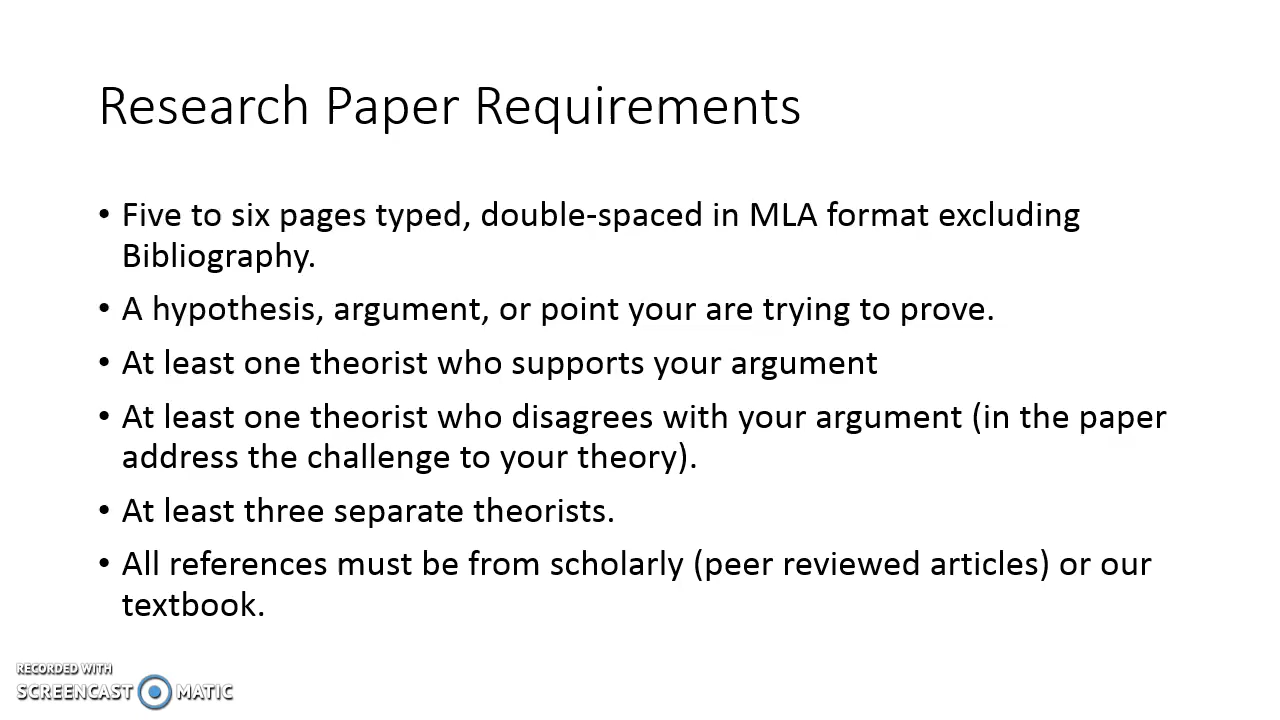 Research Paper Requirements
• Five to six pages typed, double-spaced in MLA format excluding
Bibliography.
• A hypothesis, argument, or point your are trying to prove.
• At least one theorist who supports your argument
• At least one theorist who disagrees with your argument (in the paper
address the challenge to your theory).
• At least three separate theorists.
• All references must be from scholarly (peer reviewed articles) or our
textbook.
RECORDED WITH
SCREENCAST MATIC